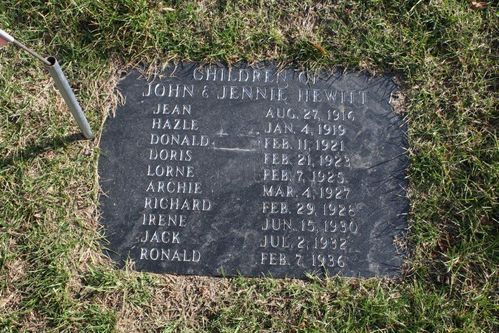 CHILDREN OF
JOHN & JENNIE HEWITT
JEAN AUG. 27, 1916
HAZLE JAN. 4, 1919
DONALD FEB. 11, 1921
DORIS FEB. 21, 1923
LORNE FEB. 7, 1925
ARCHIE MAR. 4, 1927
RICHARD FEB. 29, 1928
IRENE JUN. 15, 1930
JACK JUL. 2, 1932
RONALD FEB. 7, 1936